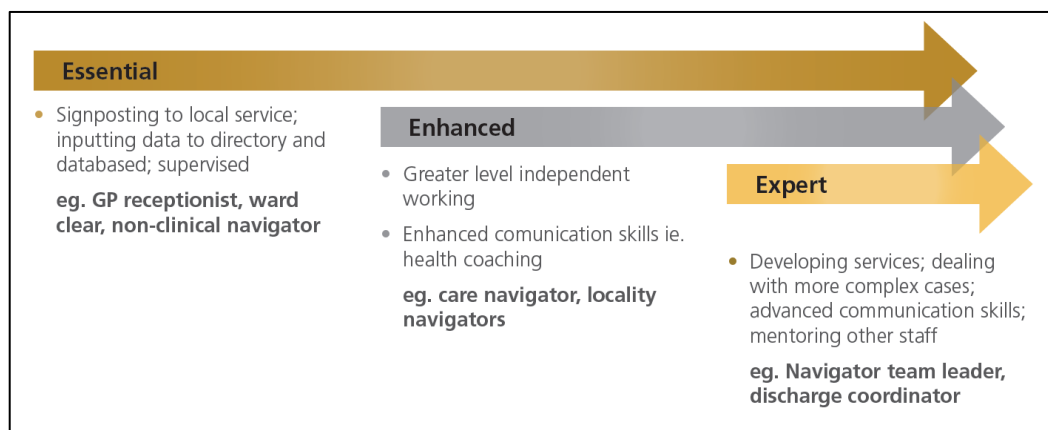 Essential
• Signposting to local service;
inputting data to directory and
databased; supervised
eg. GP receptionist, ward
clear, non-clinical navigator
Enhanced
• Greater level independent
working
• Enhanced comunication skills ie.
health coaching
eg. care navigator, locality
navigators
Expert
• Developing services; dealing
with more complex cases;
advanced communication skills;
mentoring other staff
eg. Navigator team leader,
discharge coordinator